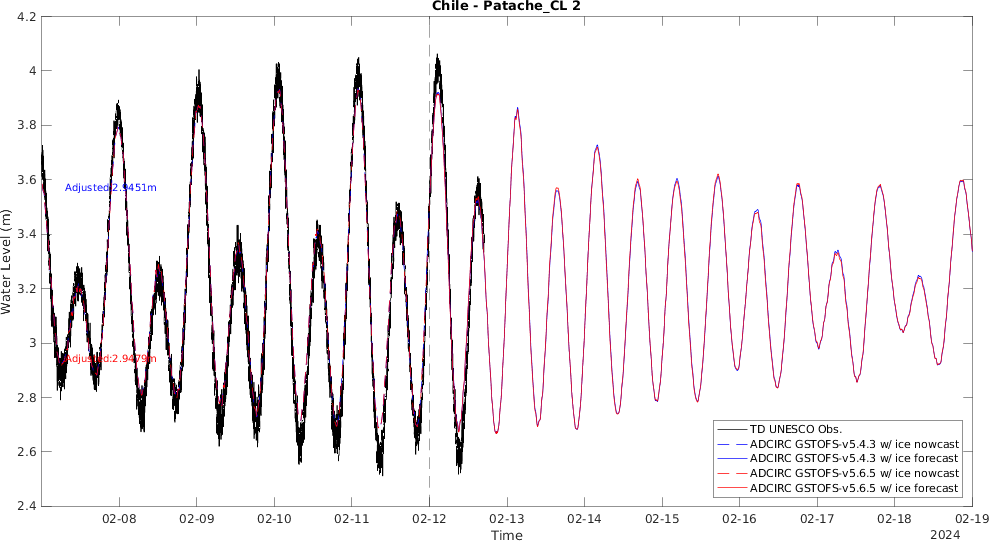 Chile - Patache_CL 2
4.2
4
3.8
3.6
3.4
3.2
3
2.8
2.6
2.4
Water Level (m)
Adjusted:2.9451m
Adjusted:2.9479m
TD UNESCO Obs.
ADCIRC GSTOFS-v5.4.3 w/ ice nowcast
ADCIRC GSTOFS-v5.4.3 w/ ice forecast
ADCIRC GSTOFS-v5.6.5 w/ ice nowcast
ADCIRC GSTOFS-v5.6.5 w/ ice forecast
02-08 02-09 02-10 02-11 02-12 02-13 02-14 02-15 02-16 02-17 02-18 02-19
Time
2024